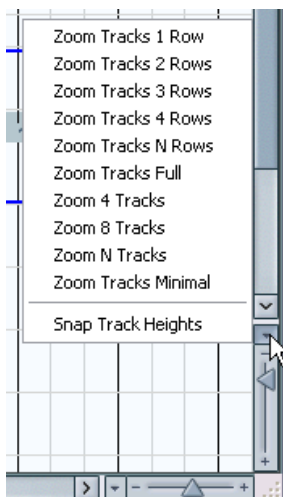 Zoom Tracks 1 Row
Zoom Tracks 2 Rows
Zoom Tracks 3 Rows
Zoom Tracks 4 Rows
Zoom Tracks N Rows
Zoom Tracks Full
Zoom 4 Tracks
Zoom 8 Tracks
Zoom N Tracks
Zoom Tracks Minimal
Snap Track Heights